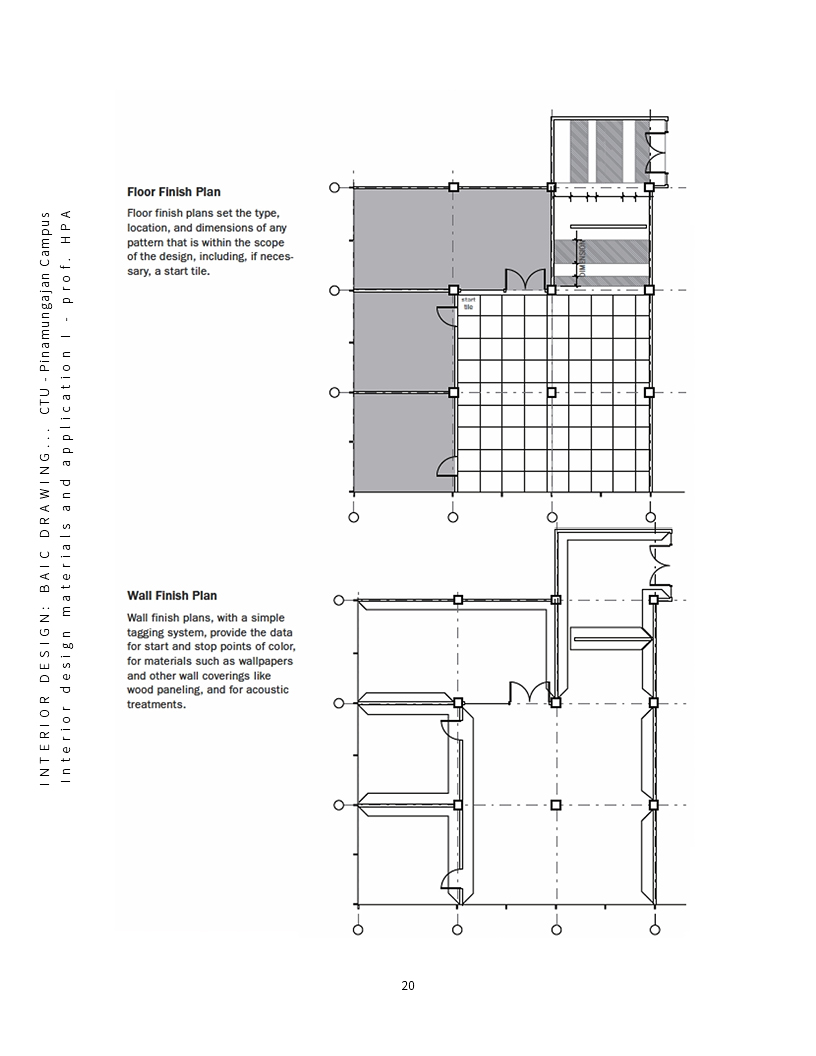 INTERIOR DESIGN: BAIC DRAWING... CTU - Pinamungajan Campus
Interior design materials and application I - prof. HPA
Floor Finish Plan
Floor finish plans set the type,
location, and dimensions of any
pattern that is within the scope
of the design, including, if neces-
sary, a start tile.
DIMENSION
start
tile
Wall Finish Plan
Wall finish plans, with a simple
tagging system, provide the data
for start and stop points of color,
for materials such as wallpapers
and other wall coverings like
wood paneling, and for acoustic
treatments.
20